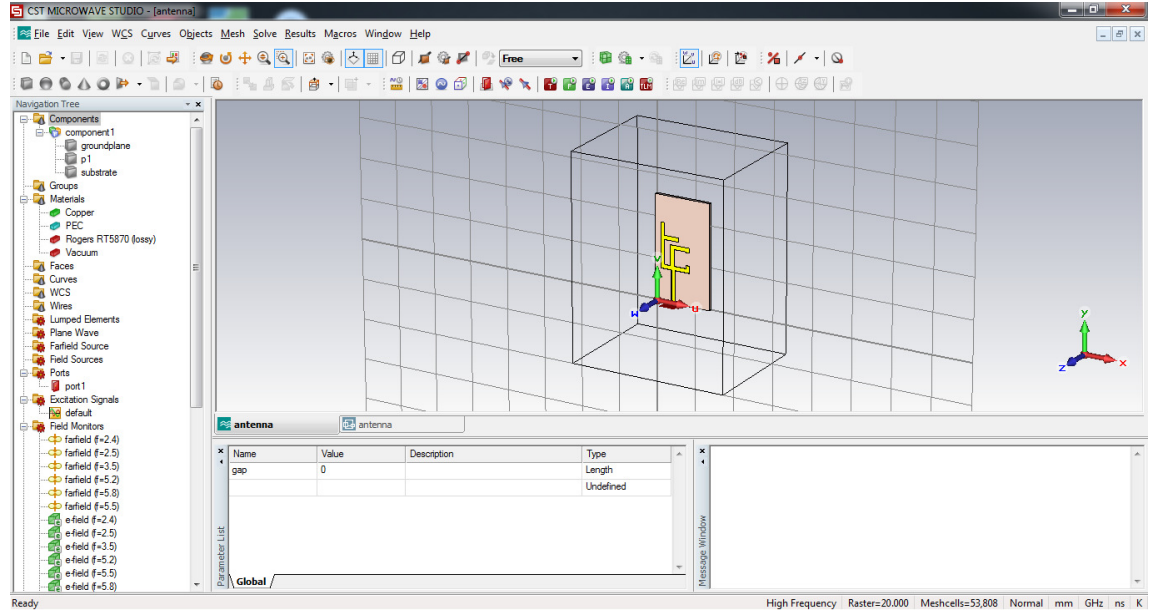 CST MICROWAVE STUDIO - [antenna]
File Edit View WCS Curves Objects Mesh Solve Results Macros Window Help
Free
Navigation Tree
Components
component1
groundplane
p1
substrate
Groups
Materials
Copper
PEC
Rogers RT5870 (lossy)
Vacuum
Faces
Curves
WCS
Wires
Lumped Elements
Plane Wave
Farfield Source
Field Sources
Ports
port1
Excitation Signals
default
Field Monitors
farfield (f=2.4)
farfield (f=2.5)
farfield (f=3.5)
farfield (f=5.2)
farfield (f=5.8)
farfield (f=5.5)
e-field (f=2.4)
e-field (f=2.5)
e-field (f=3.5)
e-field (f=5.2)
e-field (f=5.5)
e-field (f=5.8)
V
W
U
y
z
x
antenna
antenna
Name Value Description Type
gap 0 Length
Undefined
Parameter List
Global
Message Window
Ready
High Frequency Raster=20.000 Meshcells=53,808 Normal mm GHz ns K